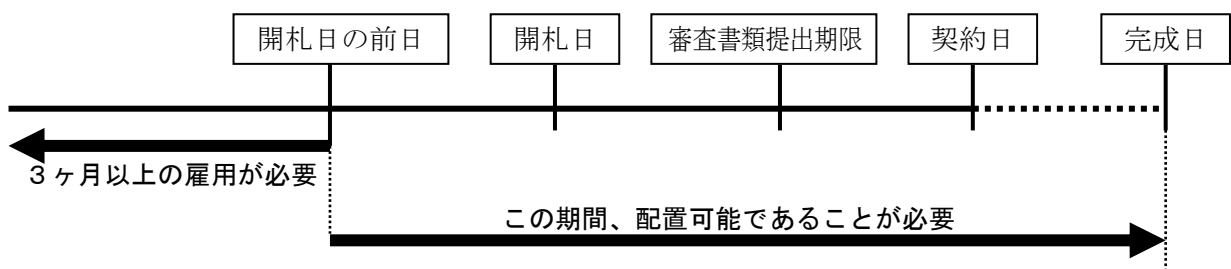 開札日の前日
開札日
審査書類提出期限
契約日
完成日
３ヶ月以上の雇用が必要
この期間、配置可能であることが必要